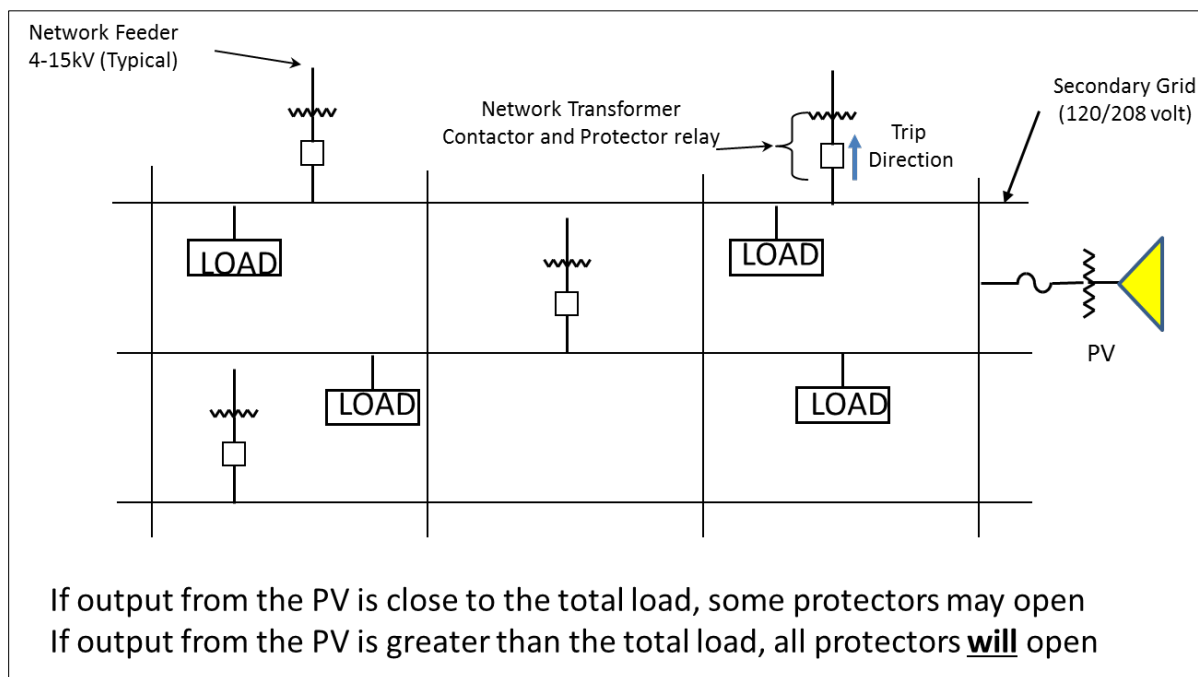 Network Feeder
4-15kV (Typical)
Network Transformer
Contactor and Protector relay
Trip
Direction
Secondary Grid
(120/208 volt)
LOAD
LOAD
PV
LOAD
LOAD
If output from the PV is close to the total load, some protectors may open
If output from the PV is greater than the total load, all protectors will open